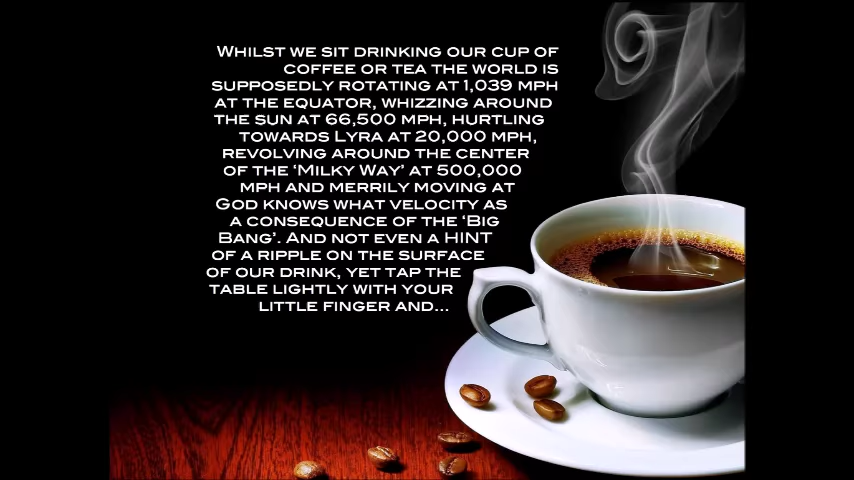 Whilst we sit drinking our cup of
coffee or tea the world is
supposedly rotating at 1,039 mph
at the equator, whizzing around
the sun at 66,500 mph, hurtling
towards Lyra at 20,000 mph,
revolving around the center
of the ‘Milky Way’ at 500,000
mph and merrily moving at
God knows what velocity as
a consequence of the ‘Big
Bang’. And not even a hint
of a ripple on the surface
of our drink, yet tap the
table lightly with your
little finger and...